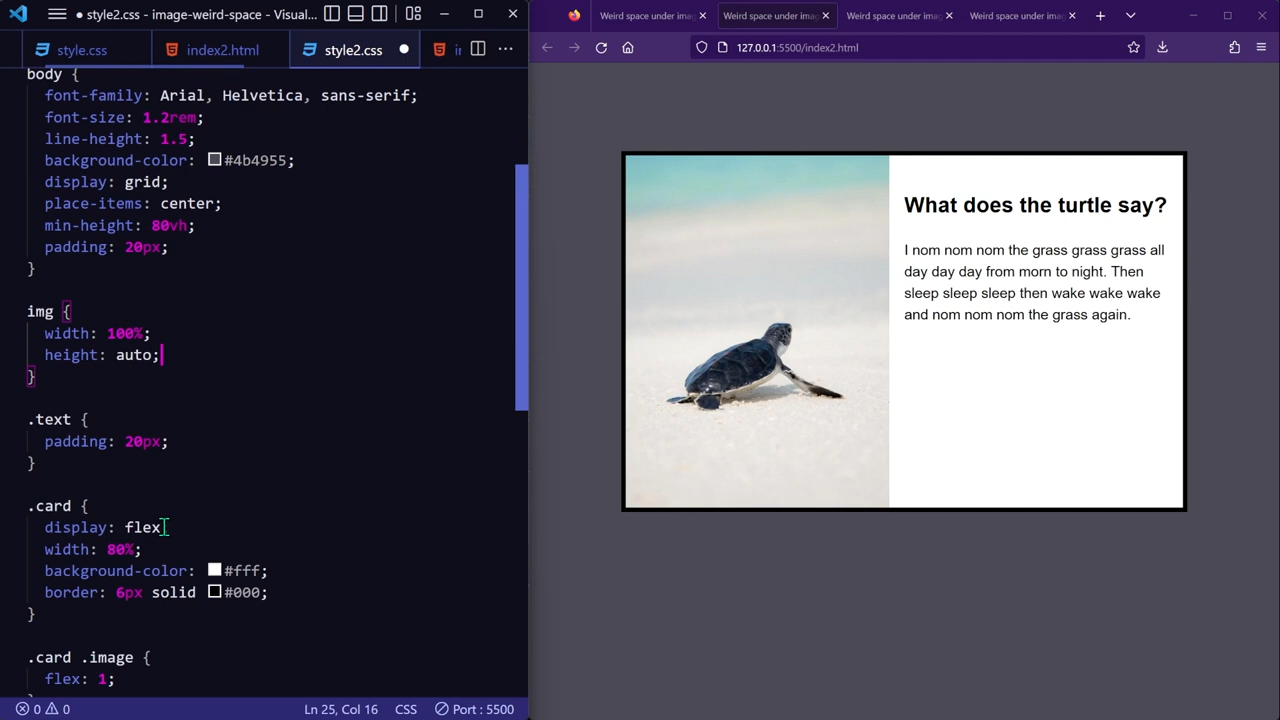 style2.css - image-weird-space - Visual...
style.css
index2.html
style2.css
body {
font-family: Arial, Helvetica, sans-serif;
font-size: 1.2rem;
line-height: 1.5;
background-color: #4b4955;
display: grid;
place-items: center;
min-height: 80vh;
padding: 20px;
}
img {
width: 100%;
height: auto;
}
.text {
padding: 20px;
}
.card {
display: flex
width: 80%;
background-color: #fff;
border: 6px solid #000;
}
.card .image {
flex: 1;
0 0
Ln 25, Col 16
CSS
Port : 5500
Weird space under imag
Weird space under imag
Weird space under imag
Weird space under imag
127.0.0.1:5500/index2.html
What does the turtle say?
I nom nom nom the grass grass grass all
day day day from morn to night. Then
sleep sleep sleep then wake wake wake
and nom nom nom the grass again.